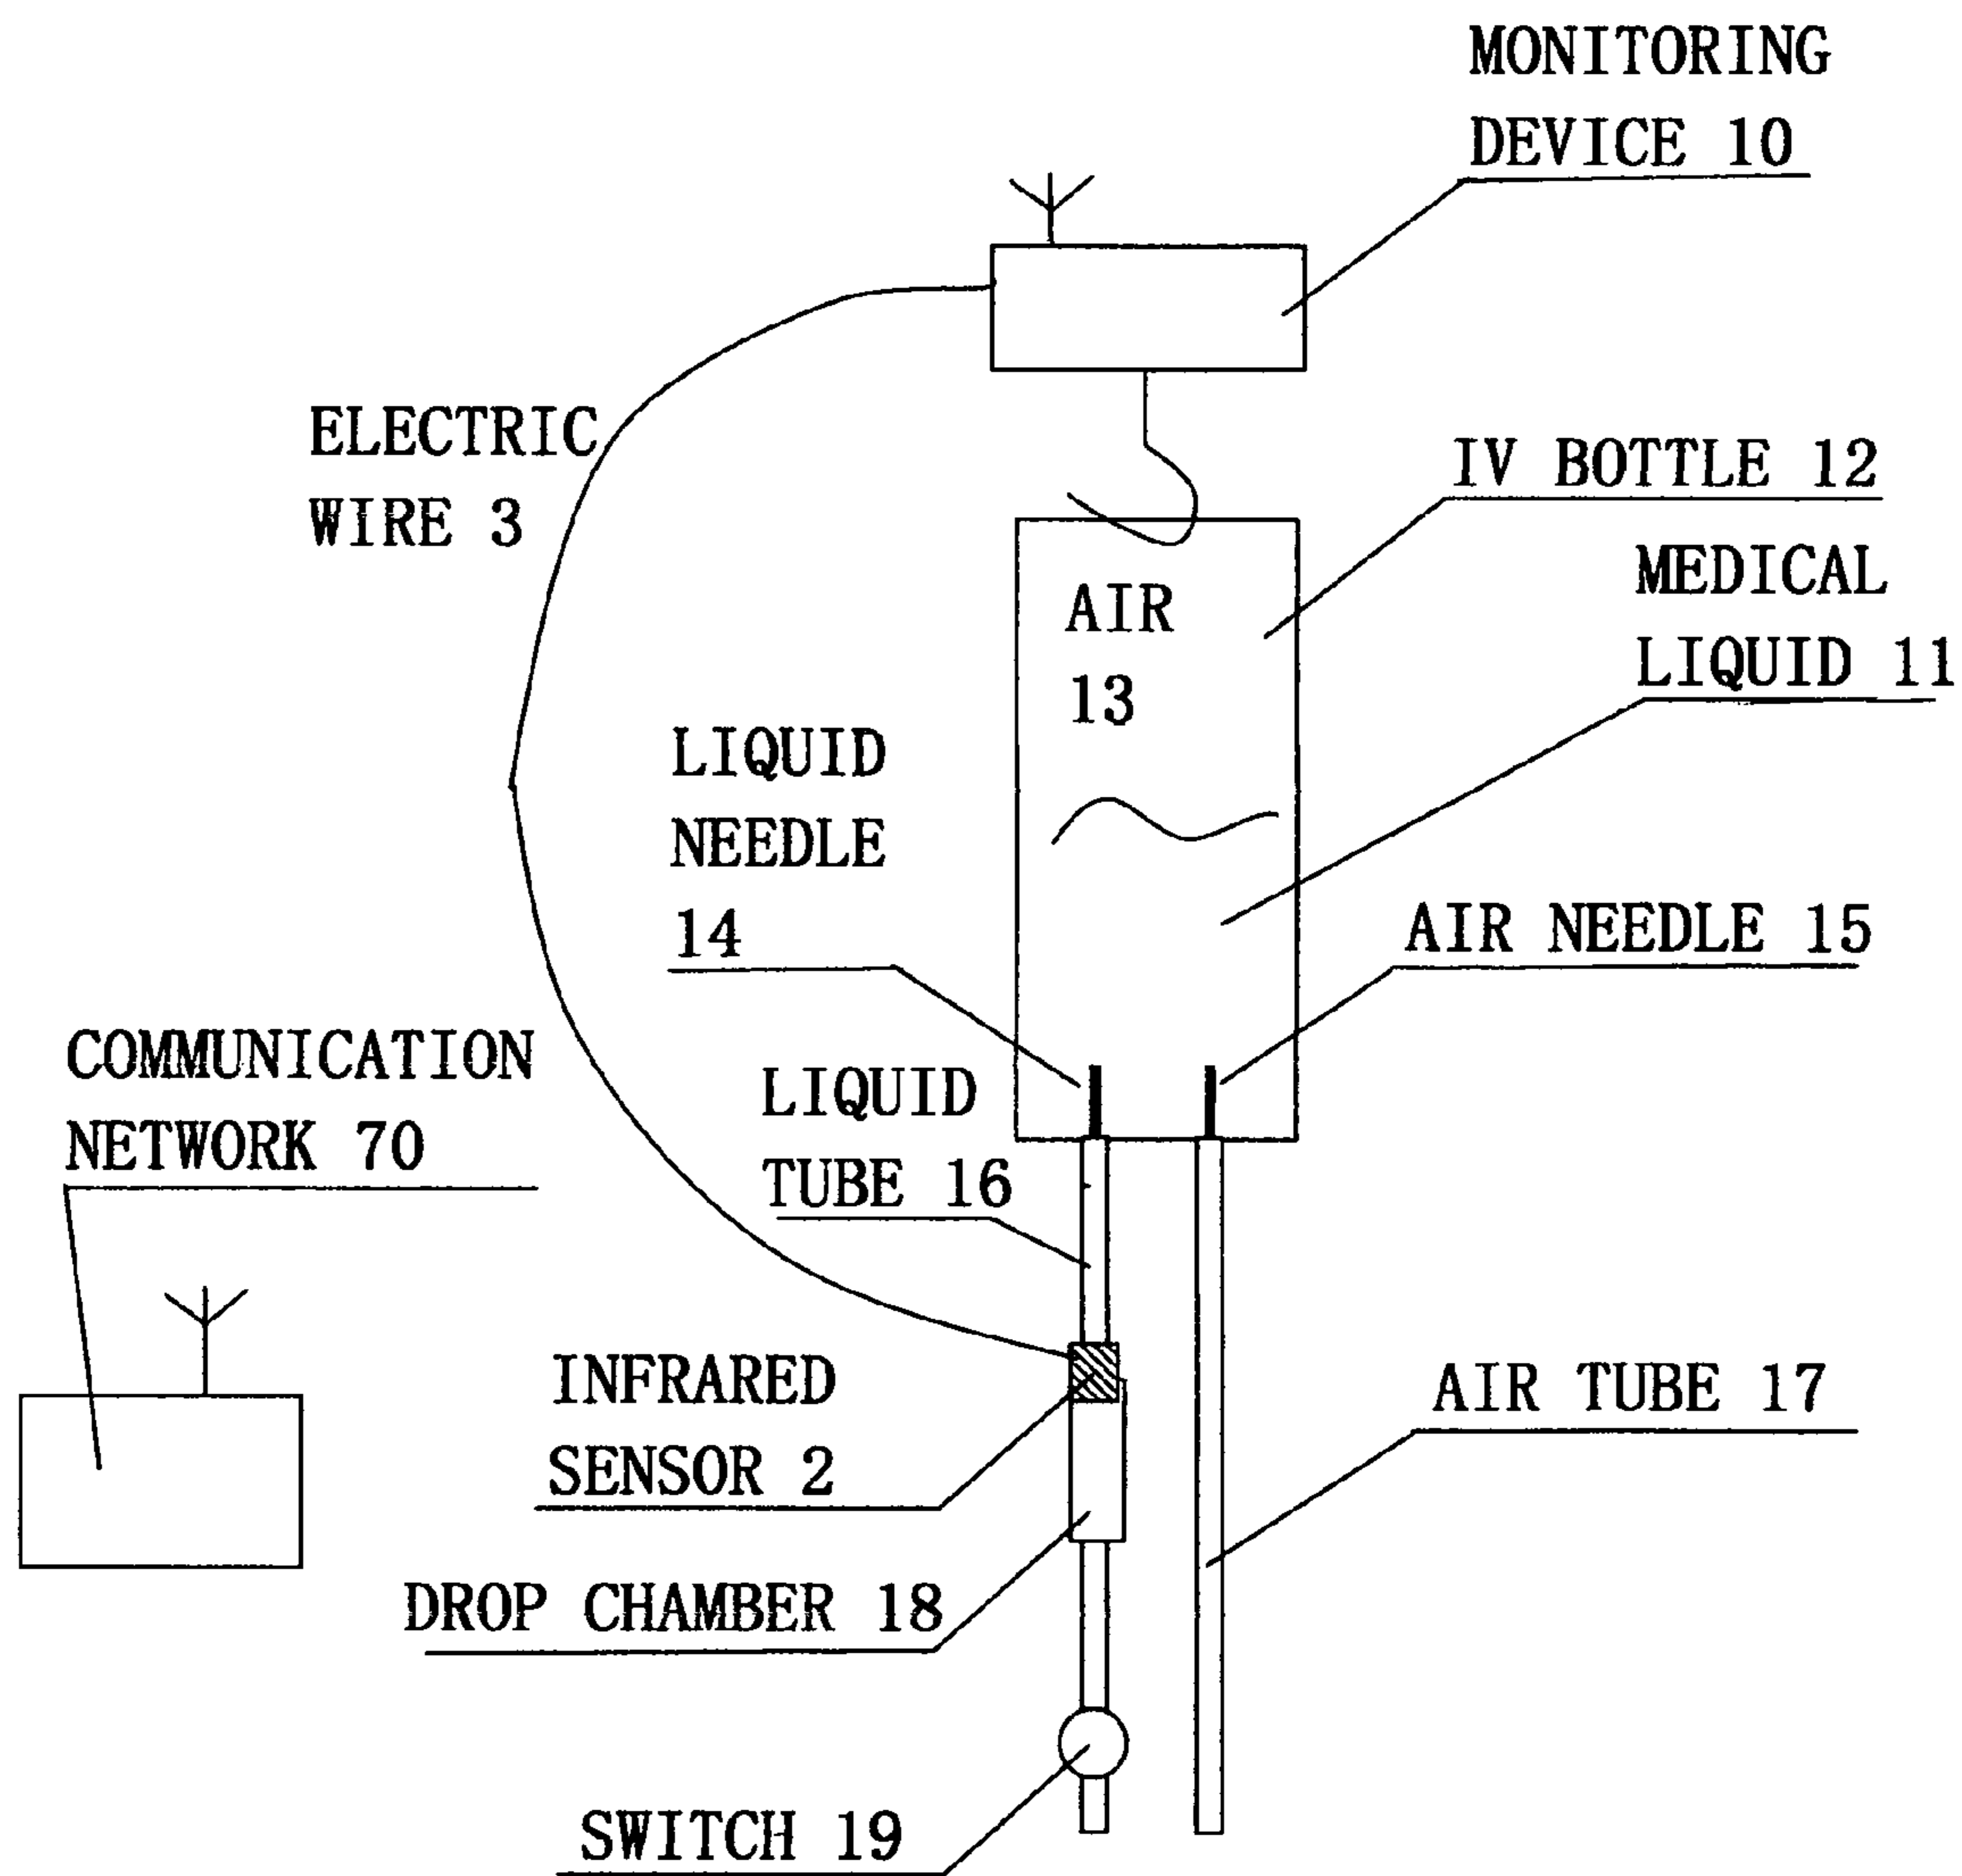 MONITORING
DEVICE 10
ELECTRIC
WIRE 3
IV BOTTLE 12
MEDICAL
LIQUID 11
AIR
13
LIQUID
NEEDLE
14
AIR NEEDLE 15
COMMUNICATION
NETWORK 70
LIQUID
TUBE 16
INFRARED
SENSOR 2
AIR TUBE 17
DROP CHAMBER 18
SWITCH 19